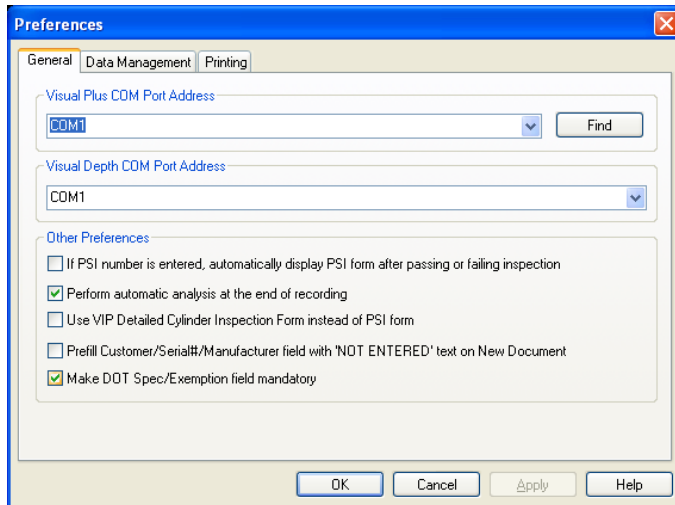 Preferences
General Data Management Printing
Visual Plus COM Port Address
COM1 Find
Visual Depth COM Port Address
COM1
Other Preferences
If PSI number is entered, automatically display PSI form after passing or failing inspection
Perform automatic analysis at the end of recording
Use VIP Detailed Cylinder Inspection Form instead of PSI form
Prefill Customer/Serial#/Manufacturer field with 'NOT ENTERED' text on New Document
Make DOT Spec/Exemption field mandatory
OK Cancel Apply Help